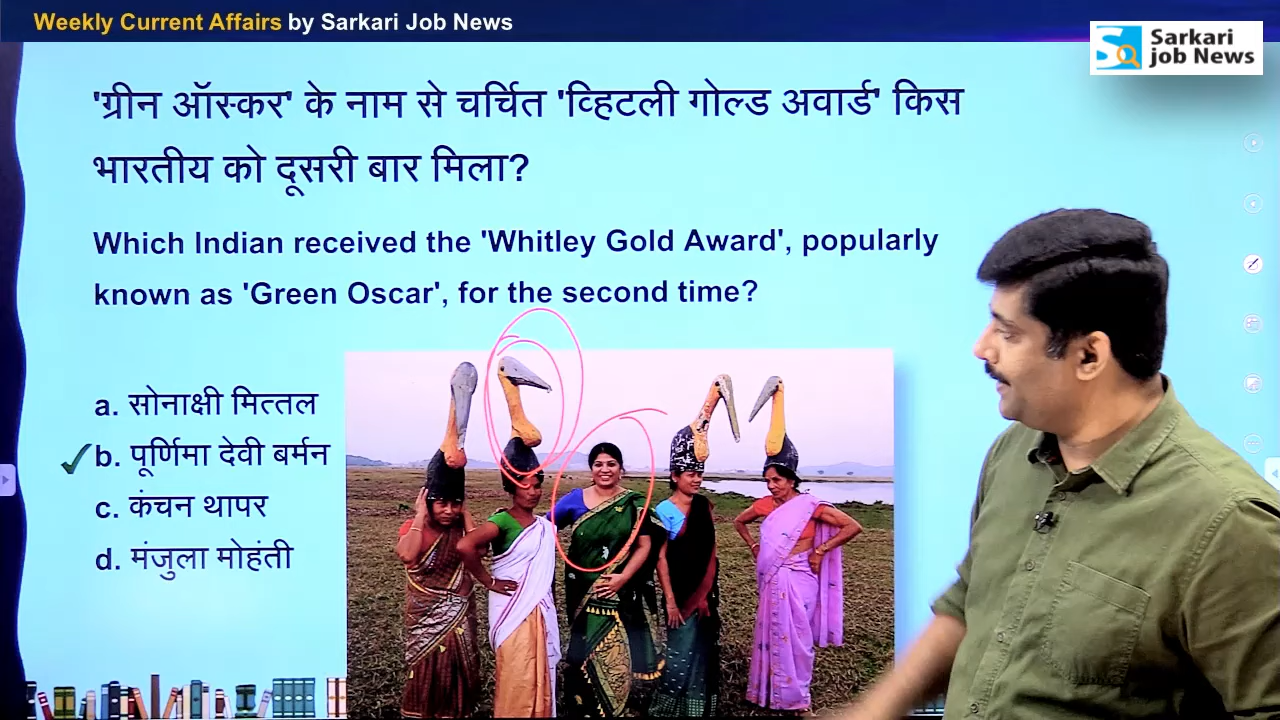 Weekly Current Affairs by Sarkari Job News
Sarkari
Job News
'ग्रीन ऑस्कर' के नाम से चर्चित 'व्हिटली गोल्ड अवार्ड' किस
भारतीय को दूसरी बार मिला?
Which Indian received the 'Whitley Gold Award', popularly
known as 'Green Oscar', for the second time?
a. सोनाक्षी मित्तल
b. पूर्णिमा देवी बर्मन
c. कंचन थापर
d. मंजुला मोहंती